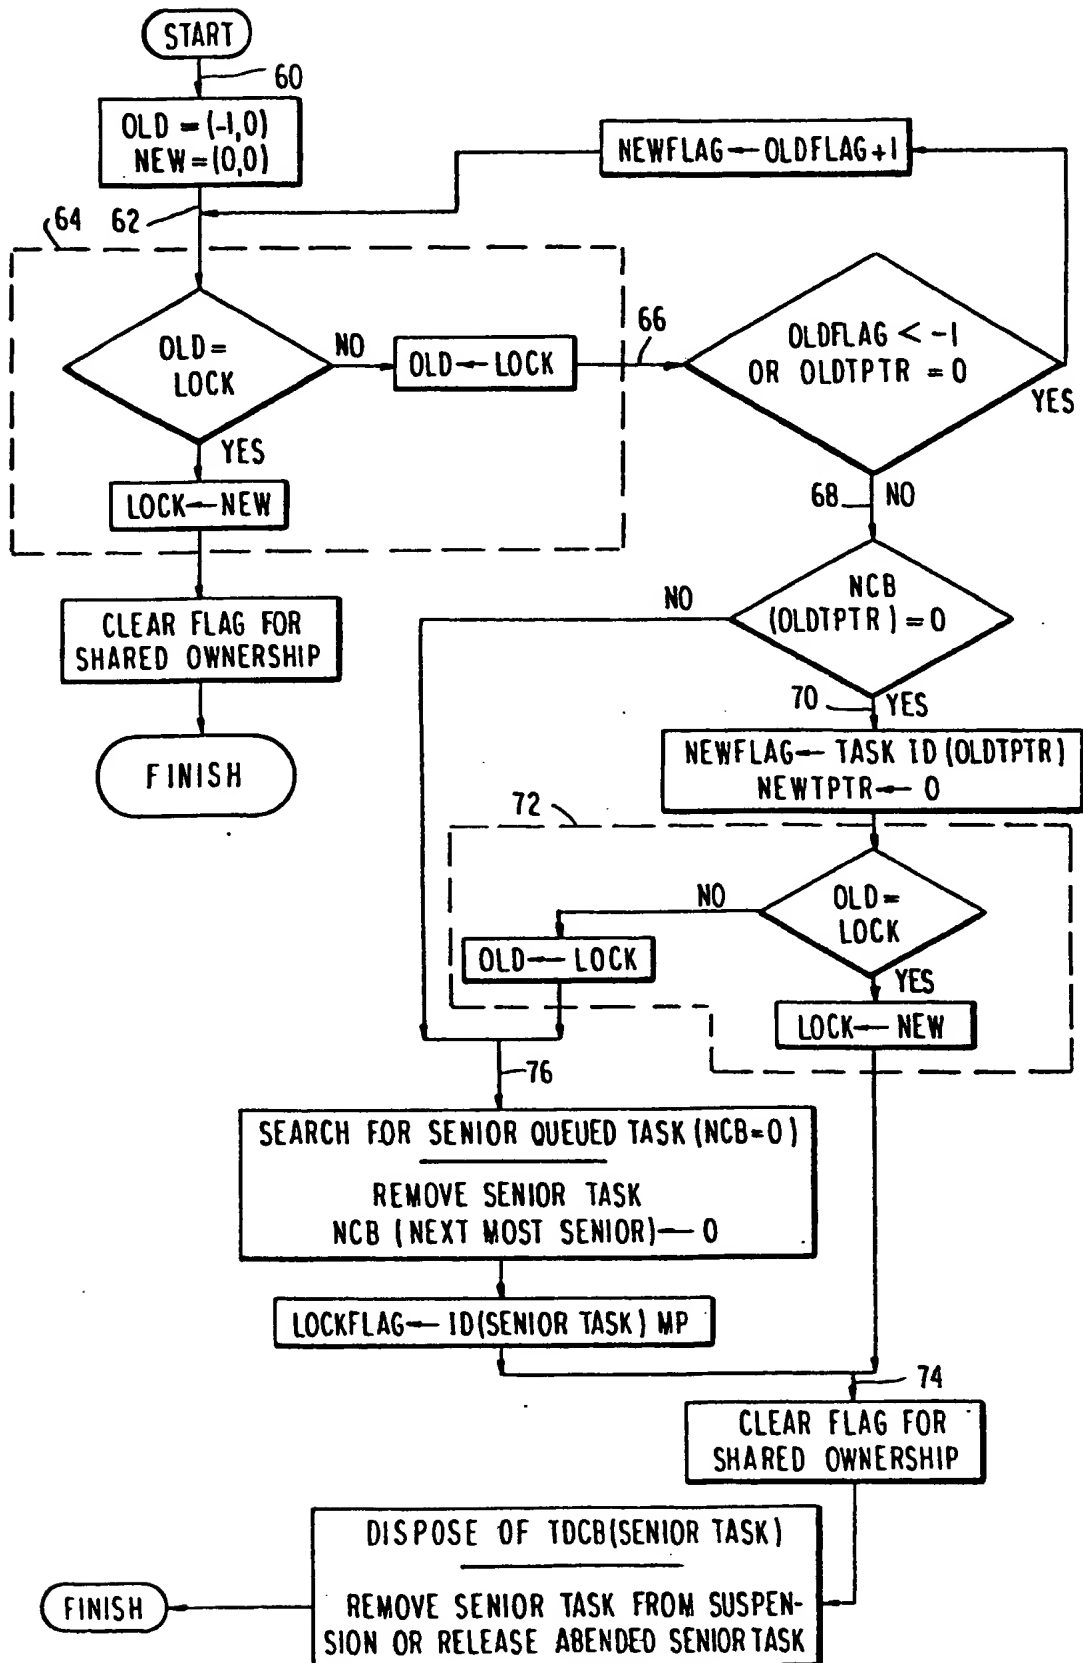 START
60
OLD = (-1,0)
NEW = (0,0)
NEWFLAG ← OLDFLAG+1
64
62
OLD =
LOCK
NO
OLD ← LOCK
66
OLDFLAG < -1
OR OLDTPTR = 0
YES
YES
LOCK ← NEW
68
NO
CLEAR FLAG FOR
SHARED OWNERSHIP
FINISH
NCB
(OLDTPTR) = 0
NO
70
YES
NEWFLAG ← TASK ID (OLDTPTR)
NEWTPTR ← 0
72
OLD =
LOCK
NO
OLD ← LOCK
YES
LOCK ← NEW
76
SEARCH FOR SENIOR QUEUED TASK (NCB=0)
REMOVE SENIOR TASK
NCB (NEXT MOST SENIOR) ← 0
LOCKFLAG ← ID(SENIOR TASK) MP
74
CLEAR FLAG FOR
SHARED OWNERSHIP
DISPOSE OF TDCB(SENIOR TASK)
REMOVE SENIOR TASK FROM SUSPEN-
SION OR RELEASE ABENDED SENIOR TASK
FINISH